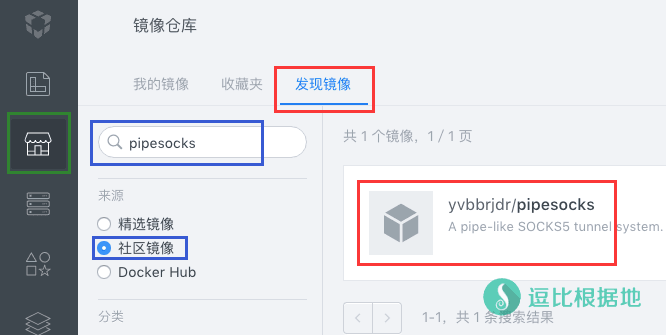 镜像仓库
我的镜像
收藏夹
发现镜像
pipesocks
来源
精选镜像
社区镜像
Docker Hub
分类
共 1 个镜像，1 / 1 页
yvbbrjdr/pipesocks
A pipe-like SOCKS5 tunnel system.
1-1，共 1 条搜索结果
逗比根据地